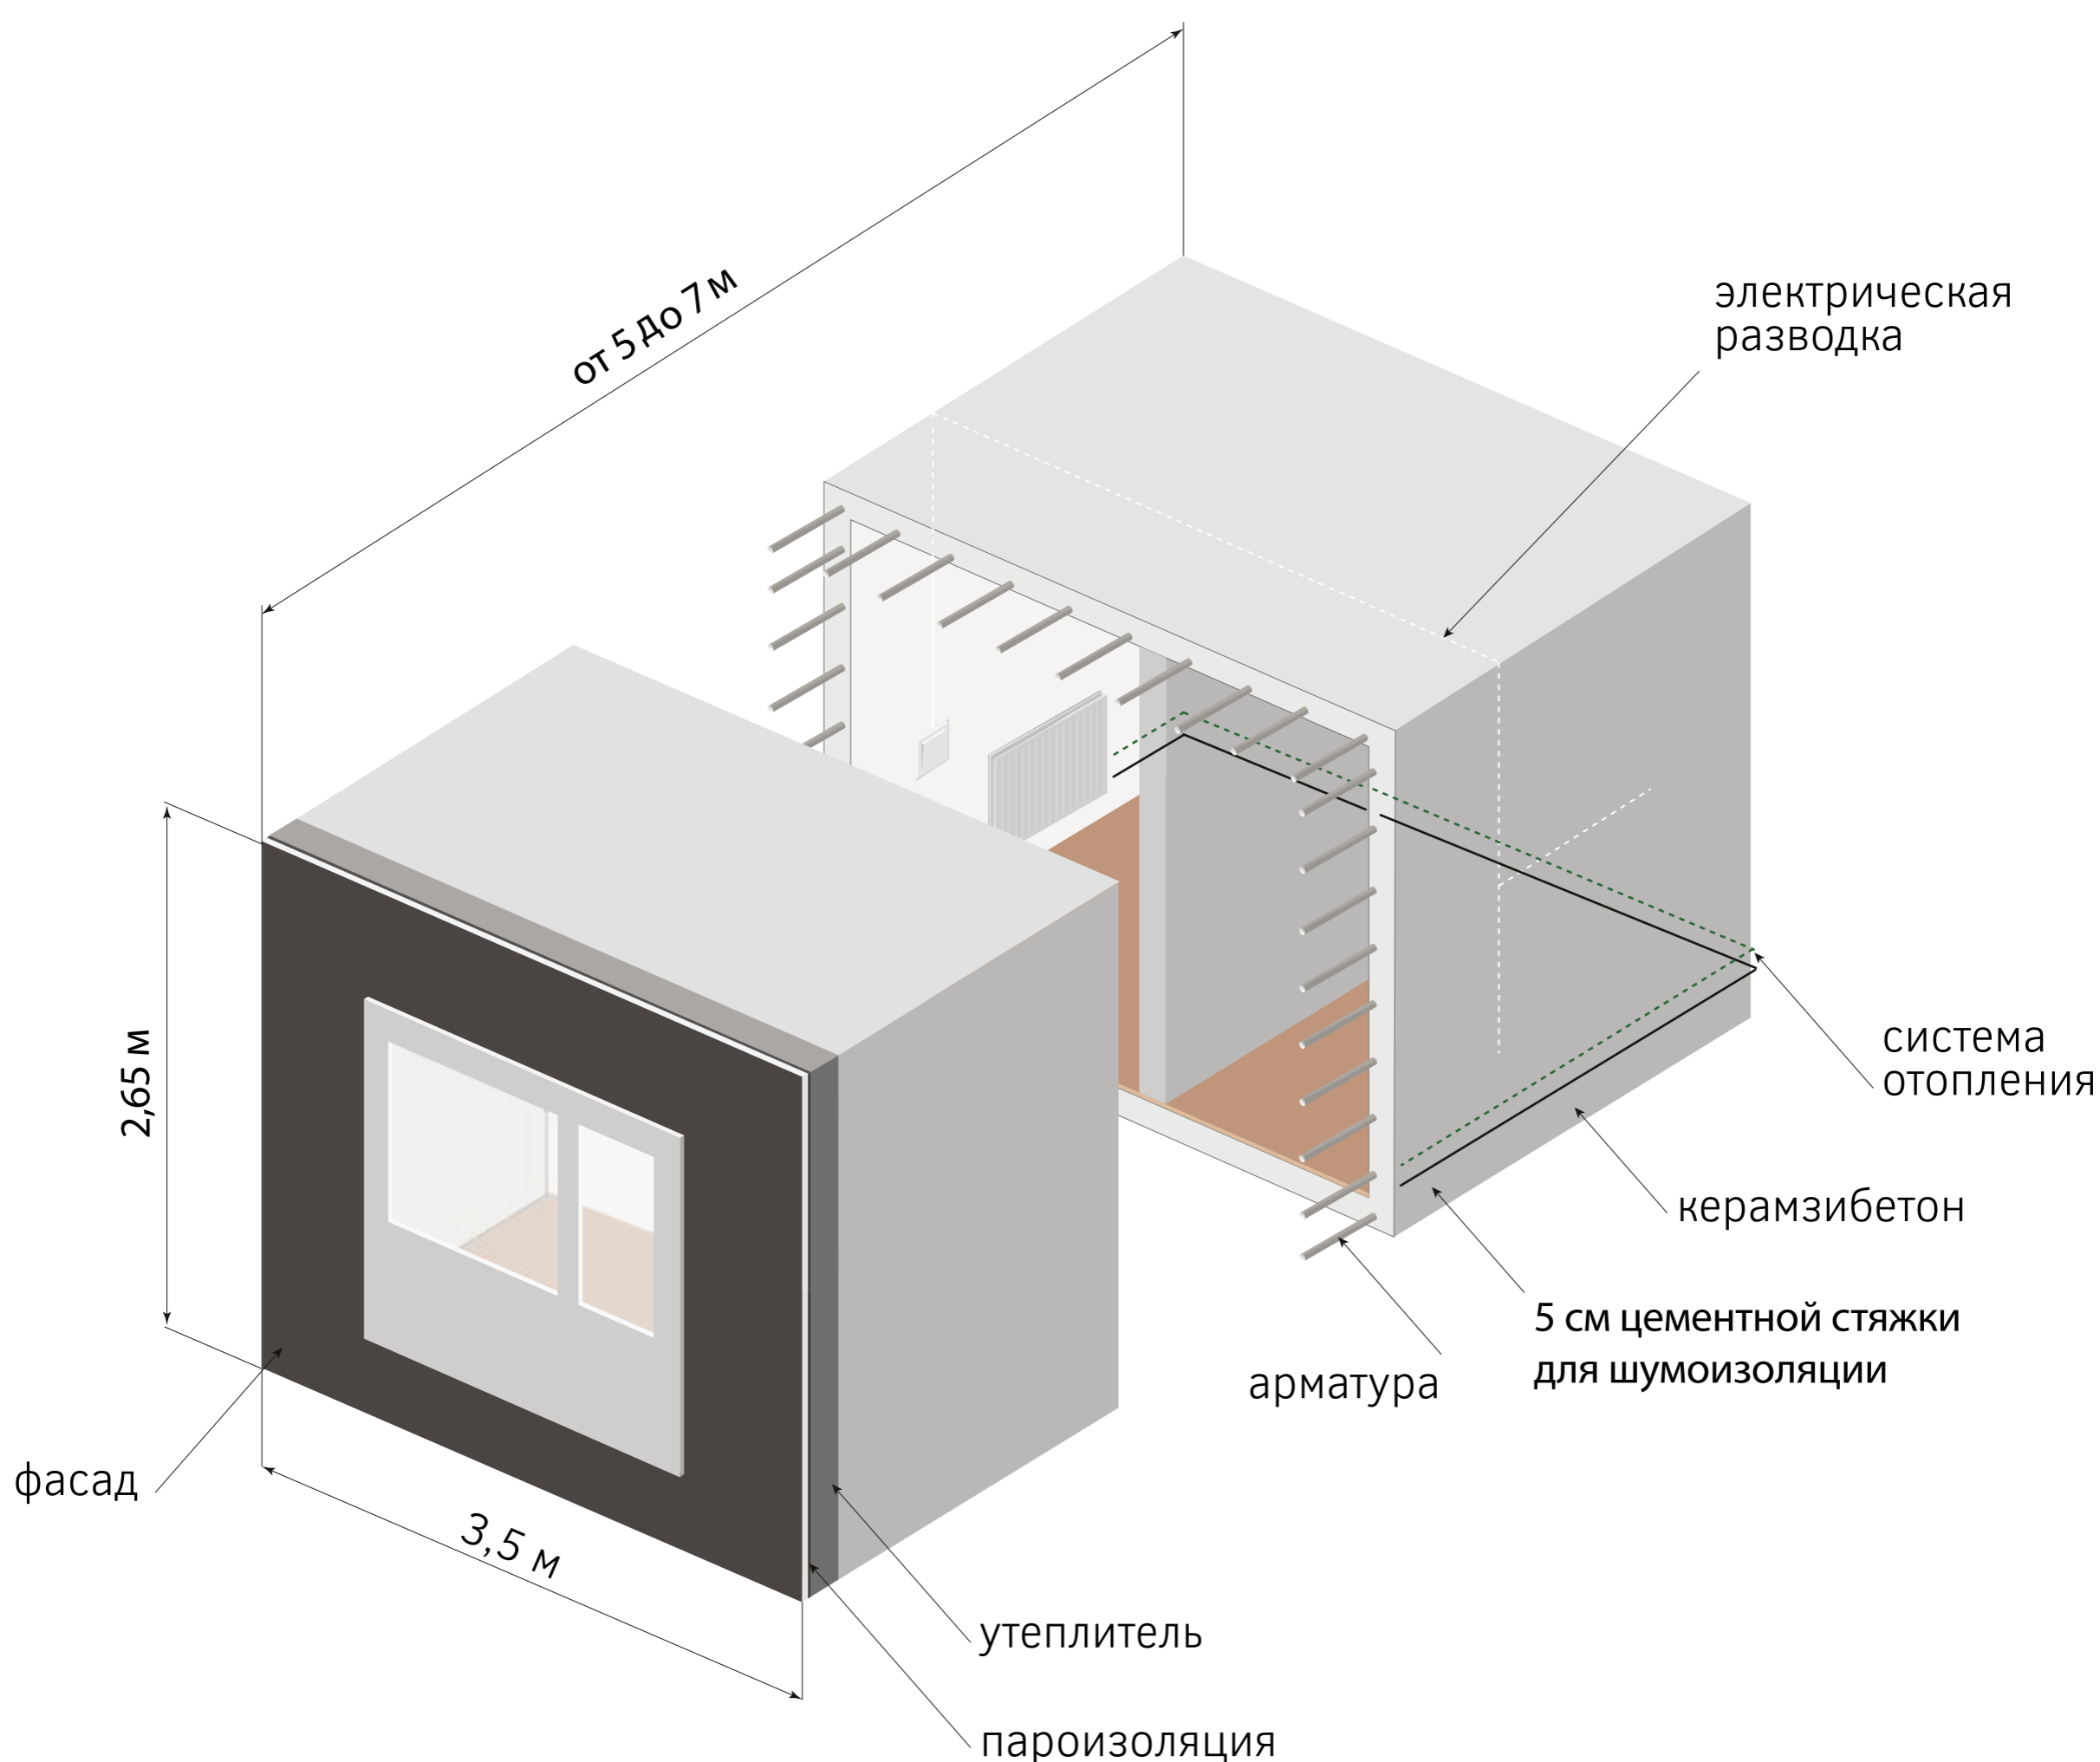 от 5 до 7 м
электрическая
разводка
2,65 м
система
отопления
керамзибетон
5 см цементной стяжки
для шумоизоляции
арматура
фасад
3,5 м
утеплитель
пароизоляция